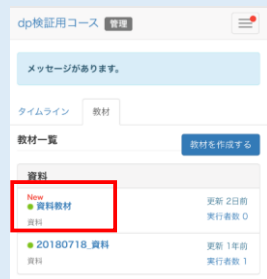 dp検証用コース 管理
メッセージがあります。
タイムライン 教材
教材一覧 教材を作成する
資料
New
資料教材 更新 2日前
資料 実行者数 0
20180718_資料 更新 1年前
資料 実行者数 1